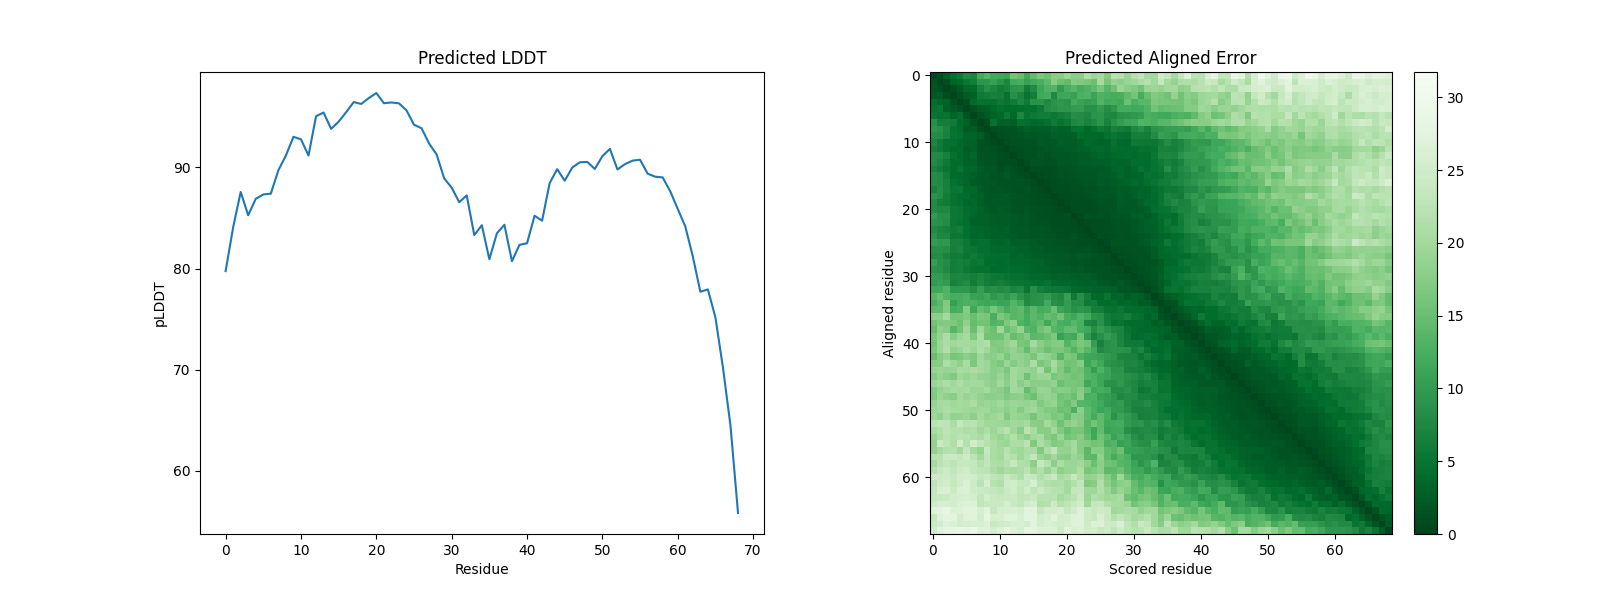 Predicted LDDT
pLDDT
90
80
70
60
0 10 20 30 40 50 60 70
Residue
Predicted Aligned Error
Aligned residue
0
10
20
30
40
50
60
0 10 20 30 40 50 60
Scored residue
30
25
20
15
10
5
0